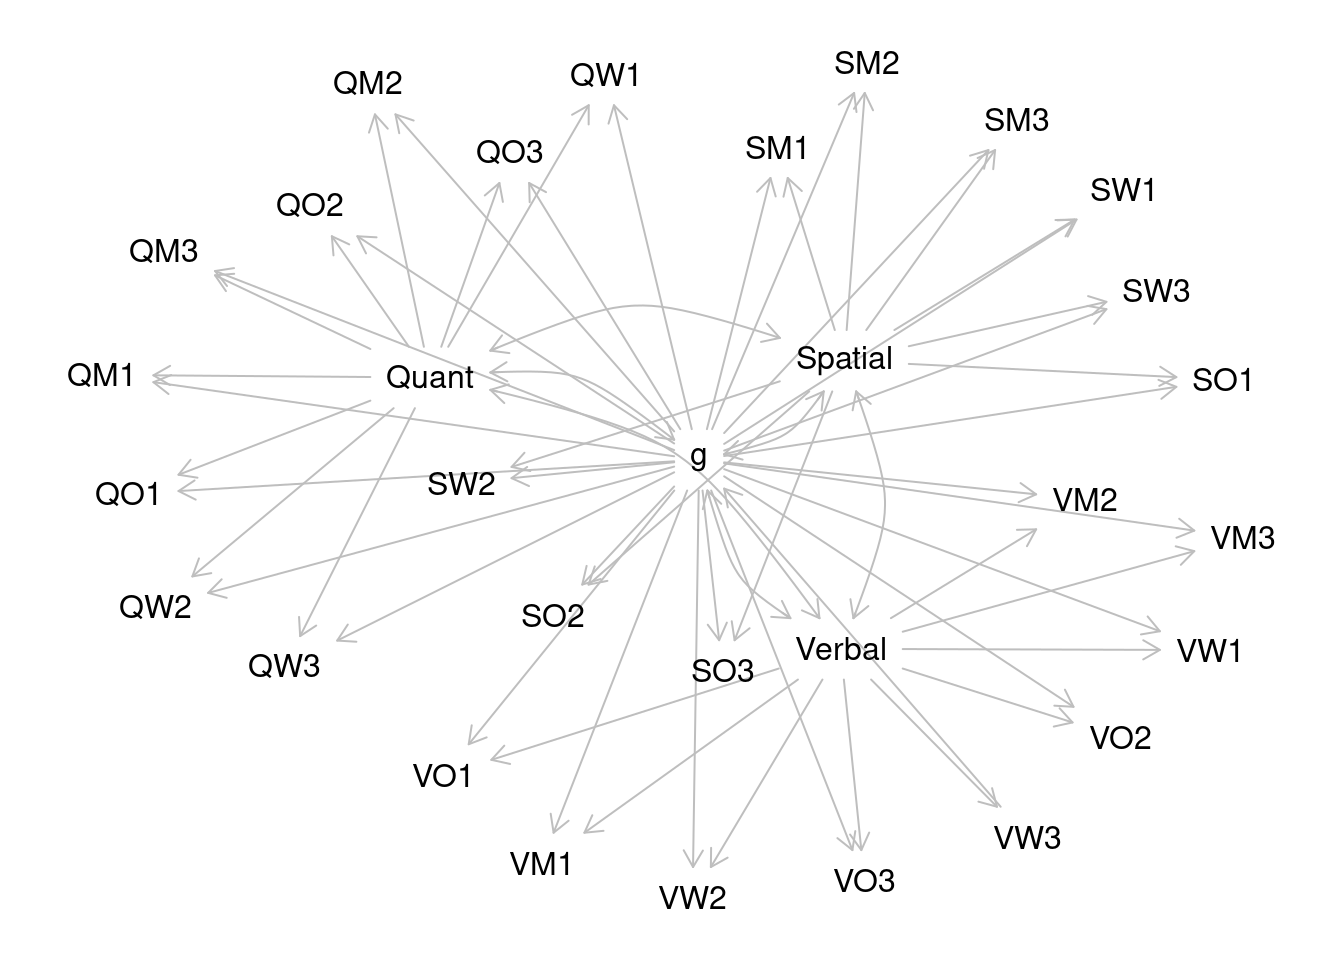 SM2
QW1
QM2
SM3
SM1
QO3
SW1
QO2
QM3
SW3
Spatial
QM1
Quant
SO1
g
SW2
QO1
VM2
VM3
QW2
SO2
Verbal
VW1
QW3
SO3
VO2
VO1
VW3
VM1
VO3
VW2